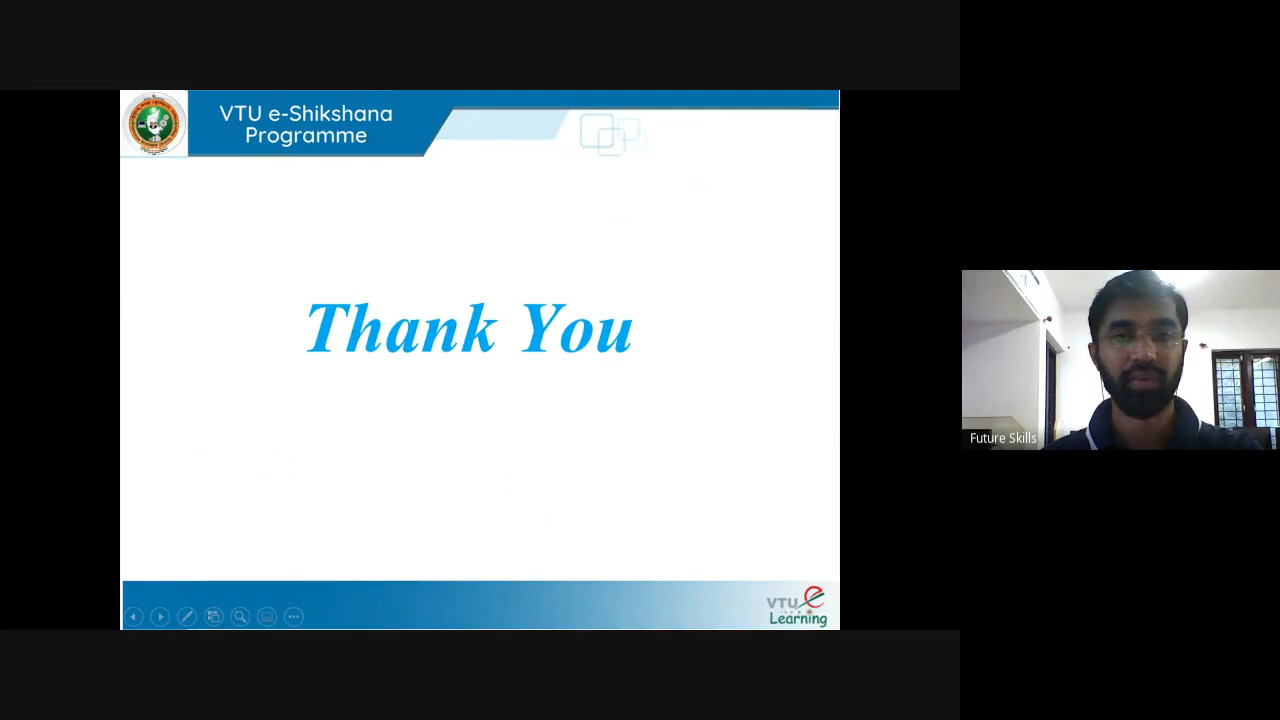 VTU e-Shikshana
Programme
Thank You
VTU e
Learning
Future Skills